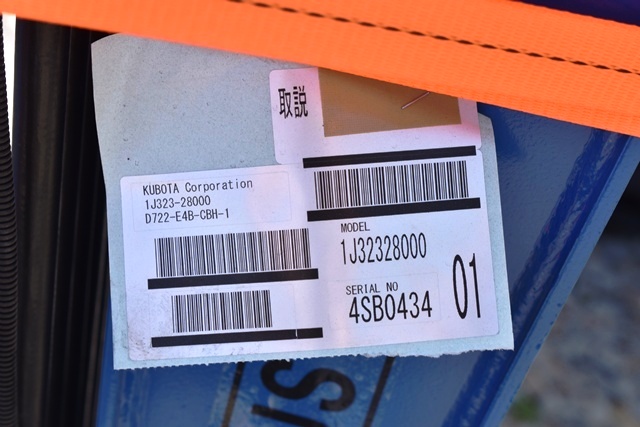 取説
KUBOTA Corporation
1J323-28000
D722-E4B-CBH-1
MODEL
1J32328000
SERIAL NO
4SB0434
01